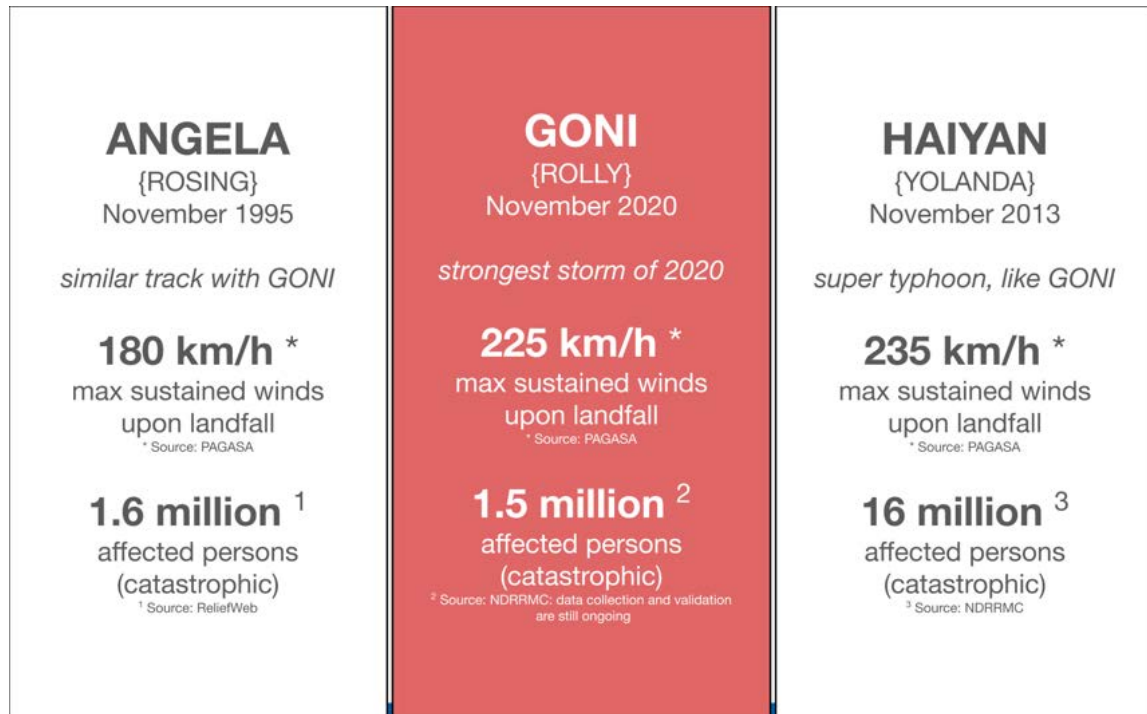 ANGELA
{ROSING}
November 1995
similar track with GONI
180 km/h *
max sustained winds
upon landfall
* Source: PAGASA
1.6 million 1
affected persons
(catastrophic)
1 Source: ReliefWeb
GONI
{ROLLY}
November 2020
strongest storm of 2020
225 km/h *
max sustained winds
upon landfall
* Source: PAGASA
1.5 million 2
affected persons
(catastrophic)
2 Source: NDRRMC: data collection and validation
are still ongoing
HAIYAN
{YOLANDA}
November 2013
super typhoon, like GONI
235 km/h *
max sustained winds
upon landfall
* Source: PAGASA
16 million 3
affected persons
(catastrophic)
3 Source: NDRRMC